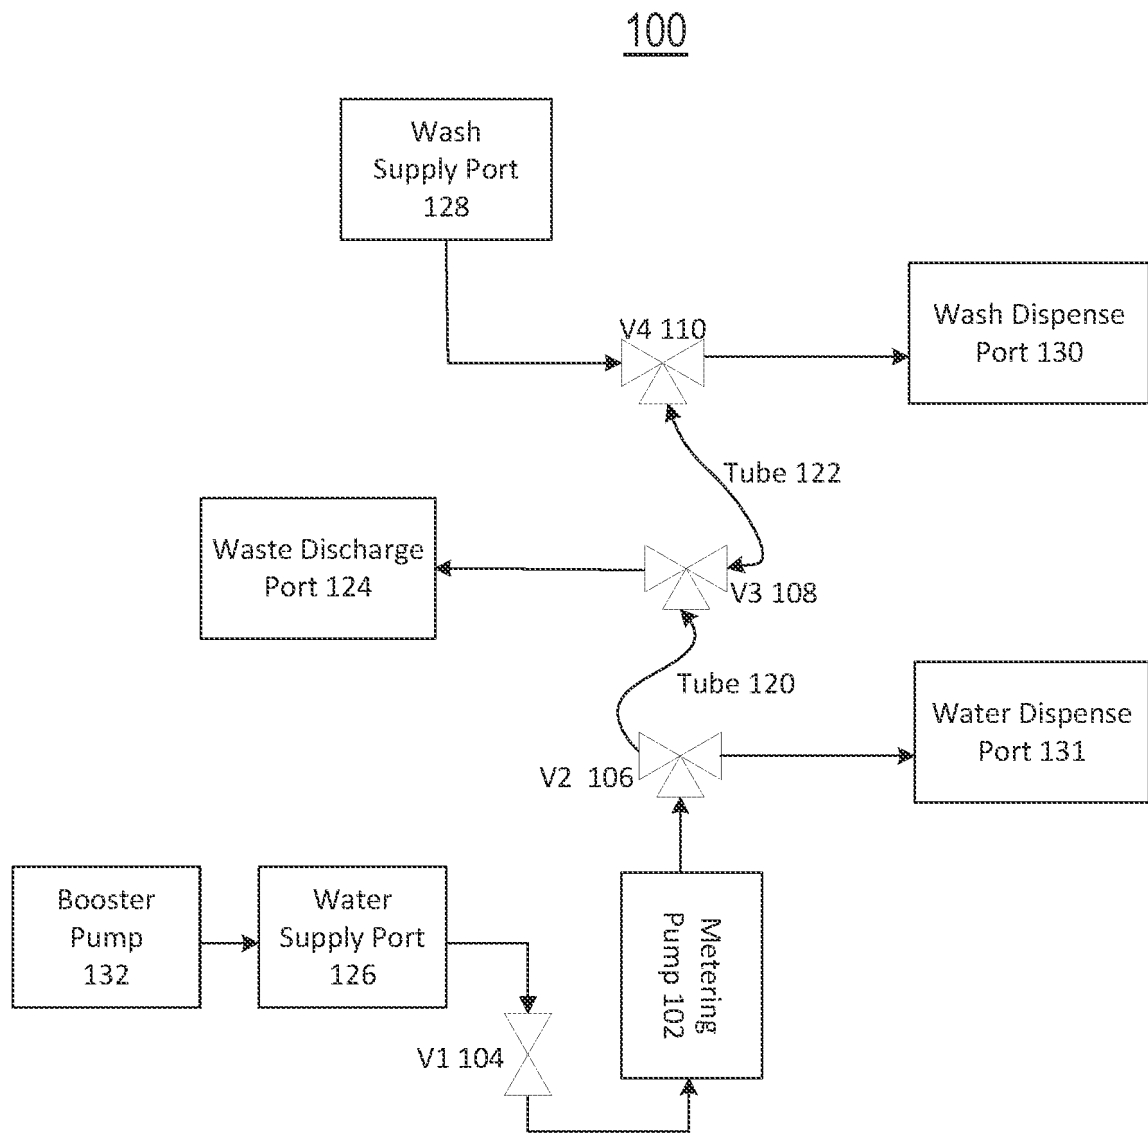 100
Wash
Supply Port
128
V4 110
Wash Dispense
Port 130
Tube 122
Waste Discharge
Port 124
V3 108
Tube 120
Water Dispense
Port 131
V2 106
Booster
Pump
132
Water
Supply Port
126
Metering
Pump 102
V1 104